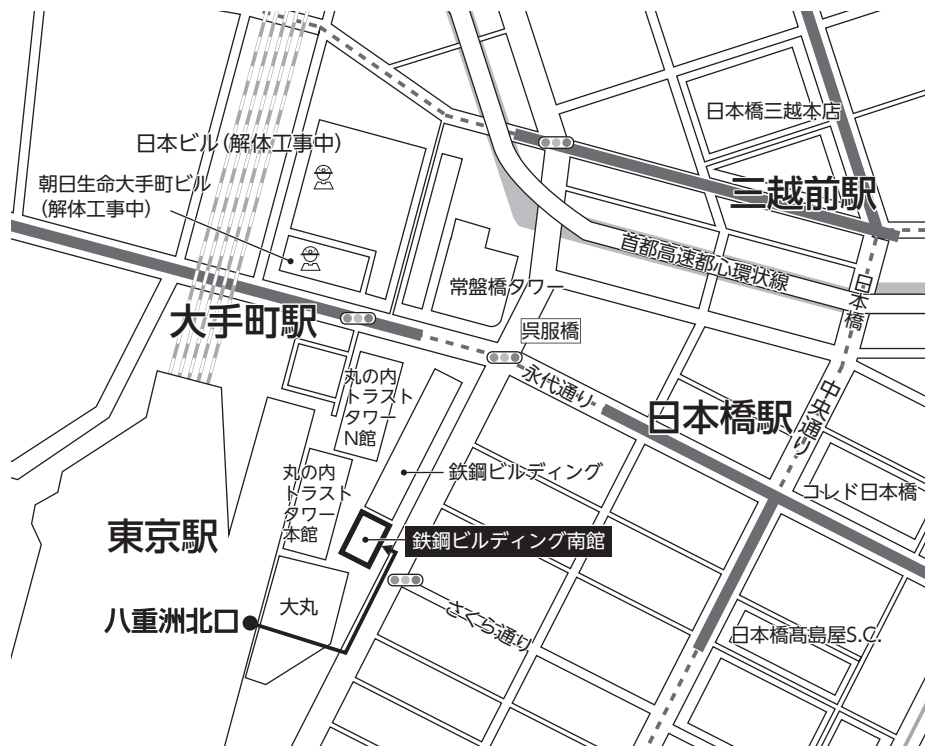 日本橋三越本店
日本ビル (解体工事中)
朝日生命大手町ビル
(解体工事中)
三越前駅
首都高速都心環状線
常盤橋タワー
日本橋
大手町駅
呉服橋
永代通り
丸の内
トラスト
タワー
N館
日本橋駅
中央通り
鉄鋼ビルディング
丸の内
トラスト
タワー
本館
コレド日本橋
東京駅
鉄鋼ビルディング南館
大丸
八重洲北口
さくら通り
日本橋髙島屋S.C.